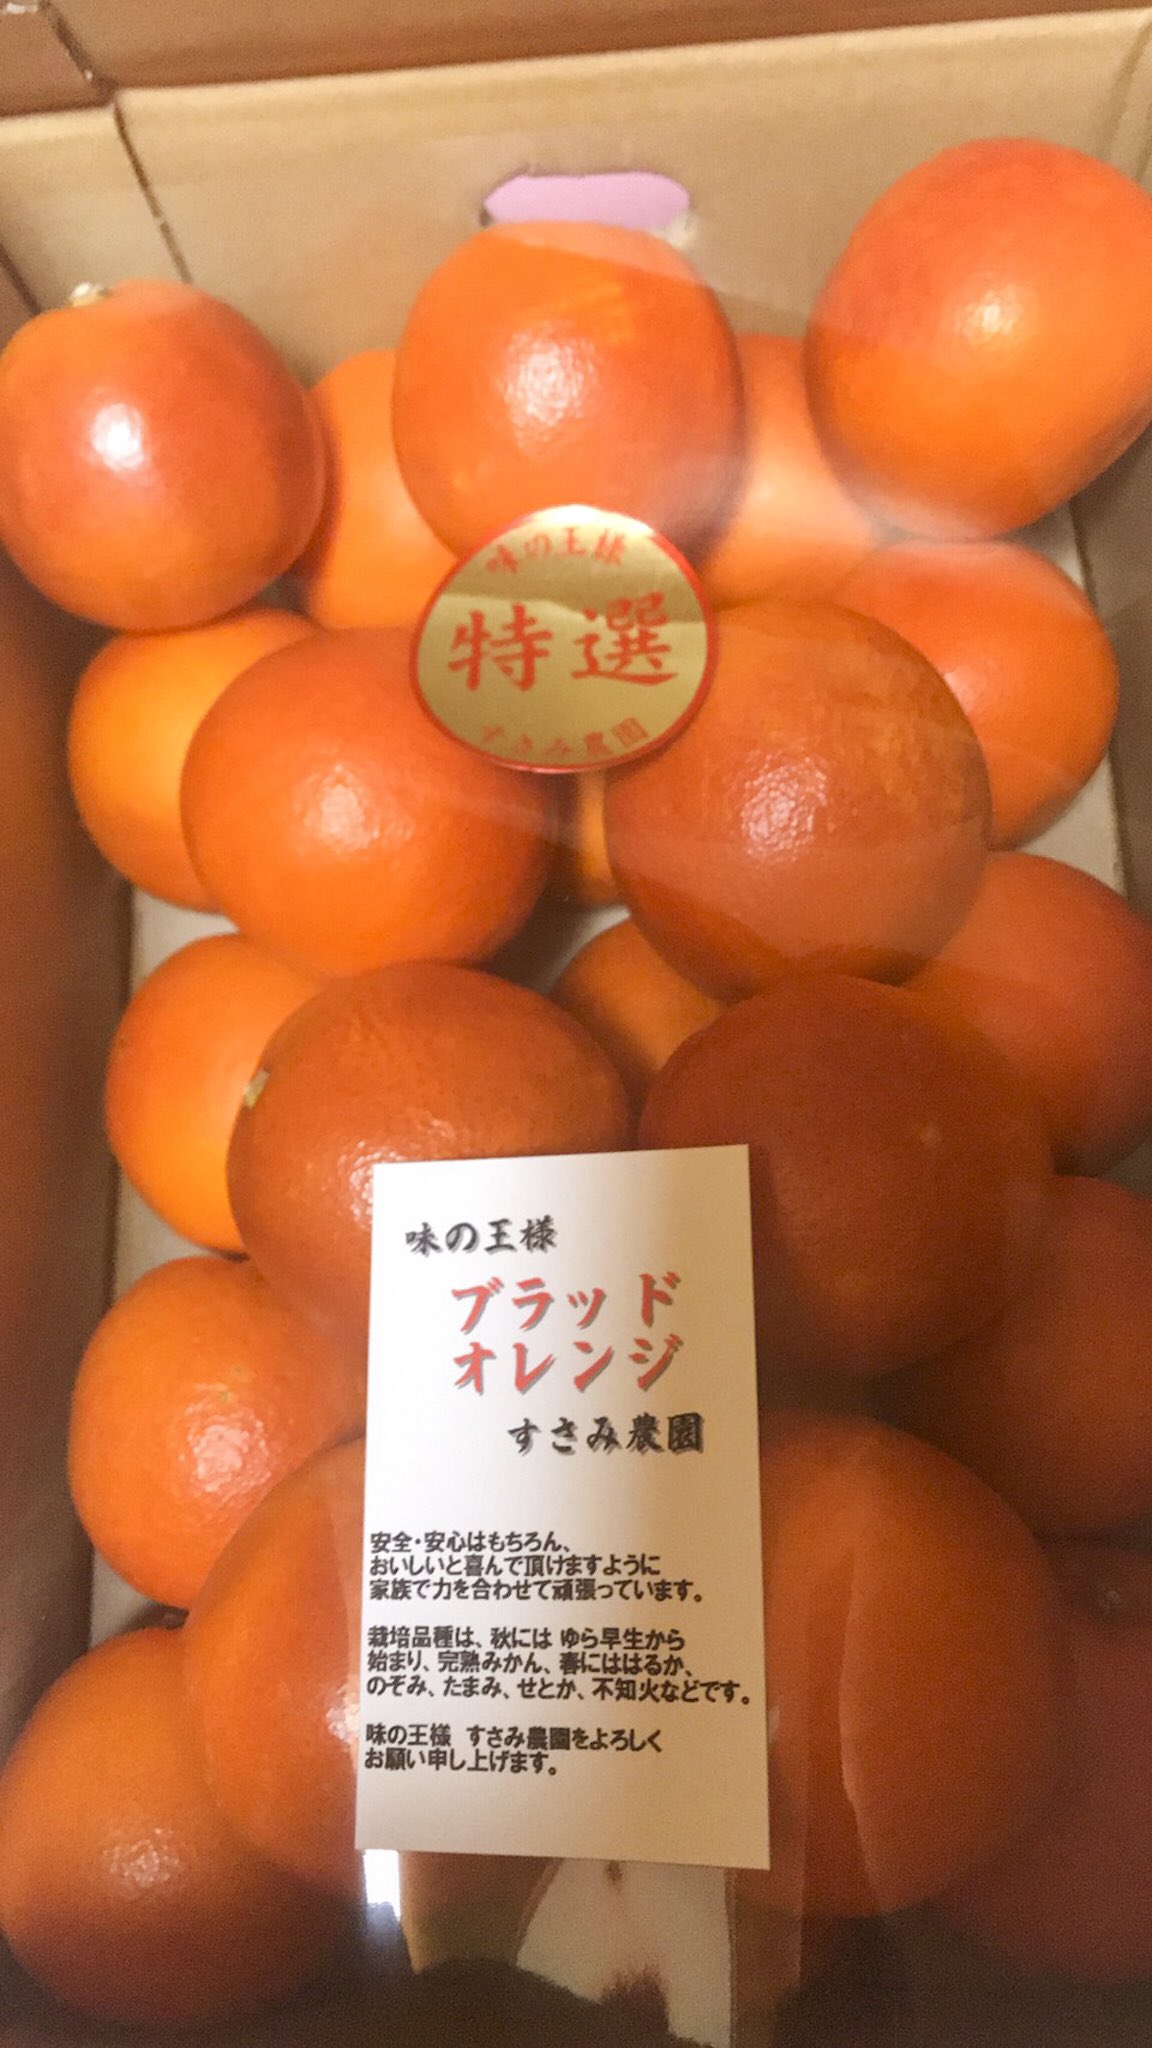 味の王様
特選
すさみ農園
味の王様
ブラッド
オレンジ
すさみ農園
安全・安心はもちろん、
おいしいと喜んで頂けますように
家族で力を合わせて頑張っています。
栽培品種は、秋には ゆら早生から
始まり、完熟みかん、春にははるか、
のぞみ、たまみ、せとか、不知火などです。
味の王様 すさみ農園をよろしく
お願い申し上げます。